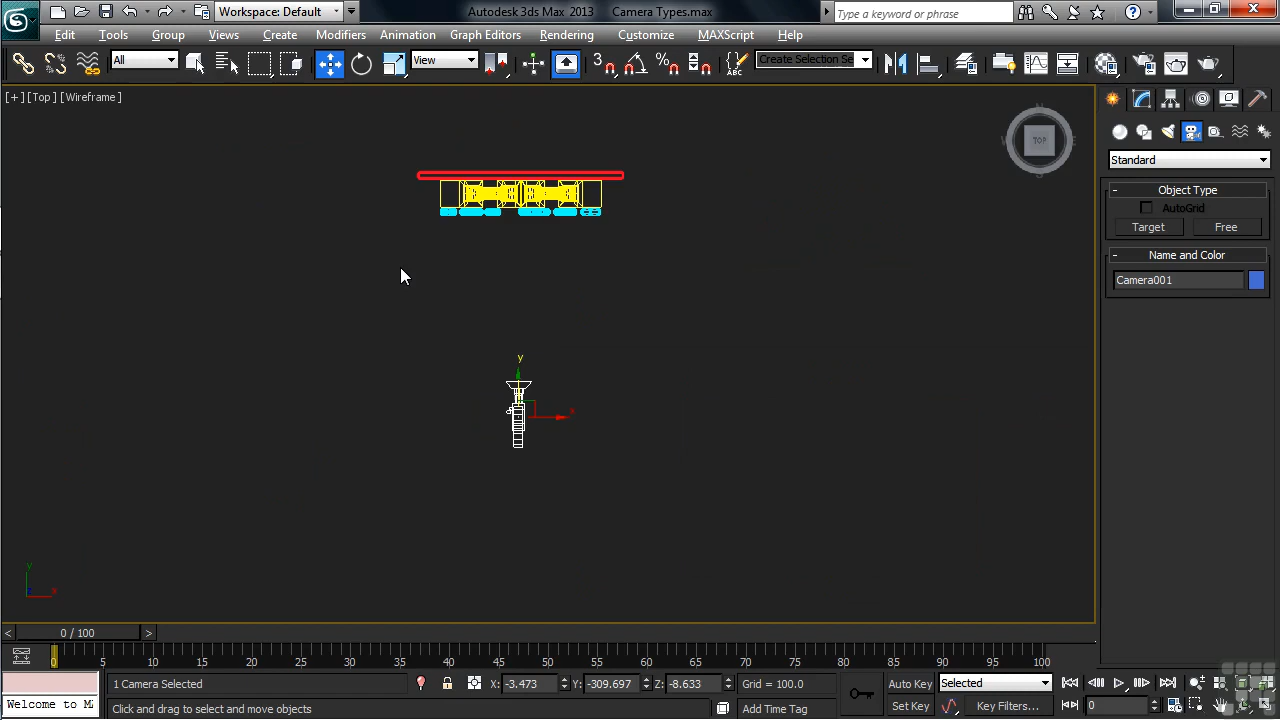 Workspace: Default
Autodesk 3ds Max 2013 Camera Types.max
Type a keyword or phrase
Edit Tools Group Views Create Modifiers Animation Graph Editors Rendering Customize MAXScript Help
All
View
3
ABC
Create Selection Se
[+] [Top] [Wireframe]
TOP
Standard
- Object Type
AutoGrid
Target Free
- Name and Color
Camera001
y
x
y
x
< 0 / 100 >
0 5 10 15 20 25 30 35 40 45 50 55 60 65 70 75 80 85 90 95 100
1 Camera Selected
X: -3.473 Y: -309.697 Z: -8.633 Grid = 100.0
Auto Key Selected
Welcome to M
Click and drag to select and move objects
Add Time Tag
Set Key Key Filters... 0